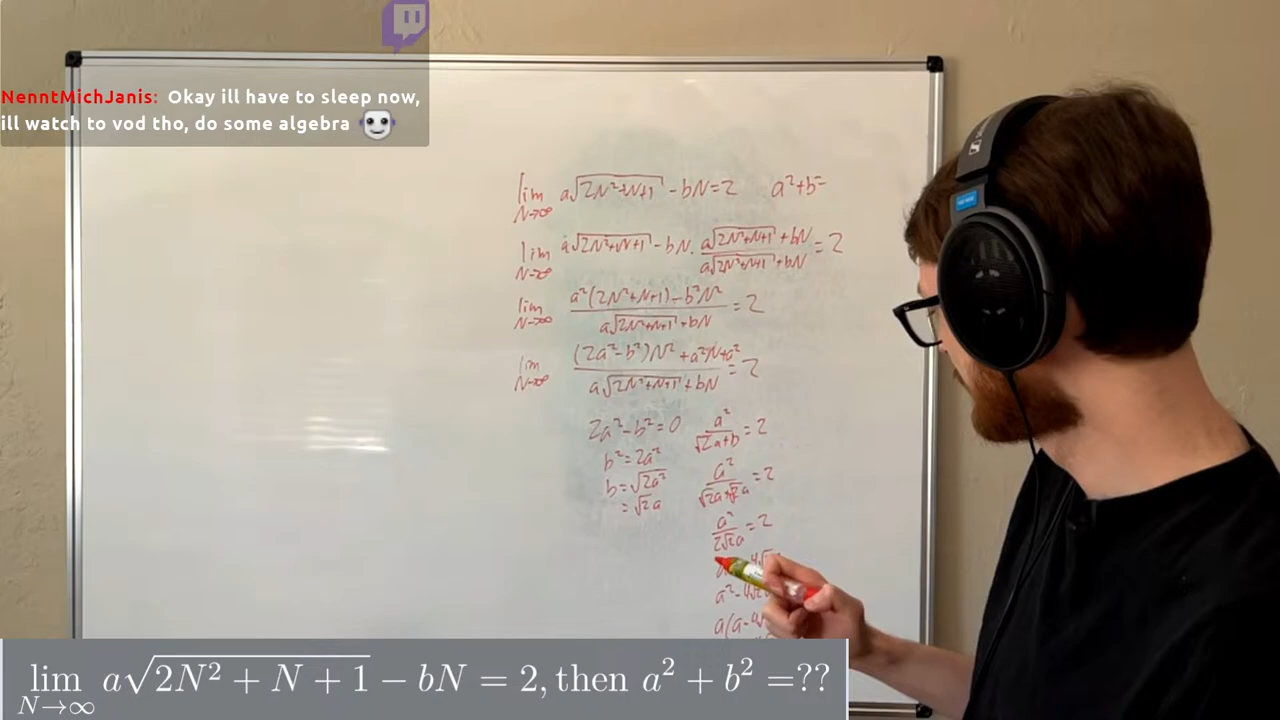 NenntMichJanis: Okay ill have to sleep now,
ill watch to vod tho, do some algebra
lim N→∞ a√(2N²+N+1) - bN = 2    a²+b²=
lim N→∞ a√(2N²+N+1) - bN · (a√(2N²+N+1) + bN)/(a√(2N²+N+1) + bN) = 2
lim N→∞ (a²(2N²+N+1) - b²N²)/(a√(2N²+N+1) + bN) = 2
lim N→∞ ((2a²-b²)N² + a²N + a²)/(a√(2N²+N+1) + bN) = 2
2a²-b²=0    a²/(√2a+b) = 2
b²=2a²
b=√(2a²)    a²/(√2a+√2a) = 2
=√2a
a²/(2√2a) = 2
a²-4√2
a(a-4
lim N→∞ a√(2N² + N + 1) - bN = 2, then a² + b² =??